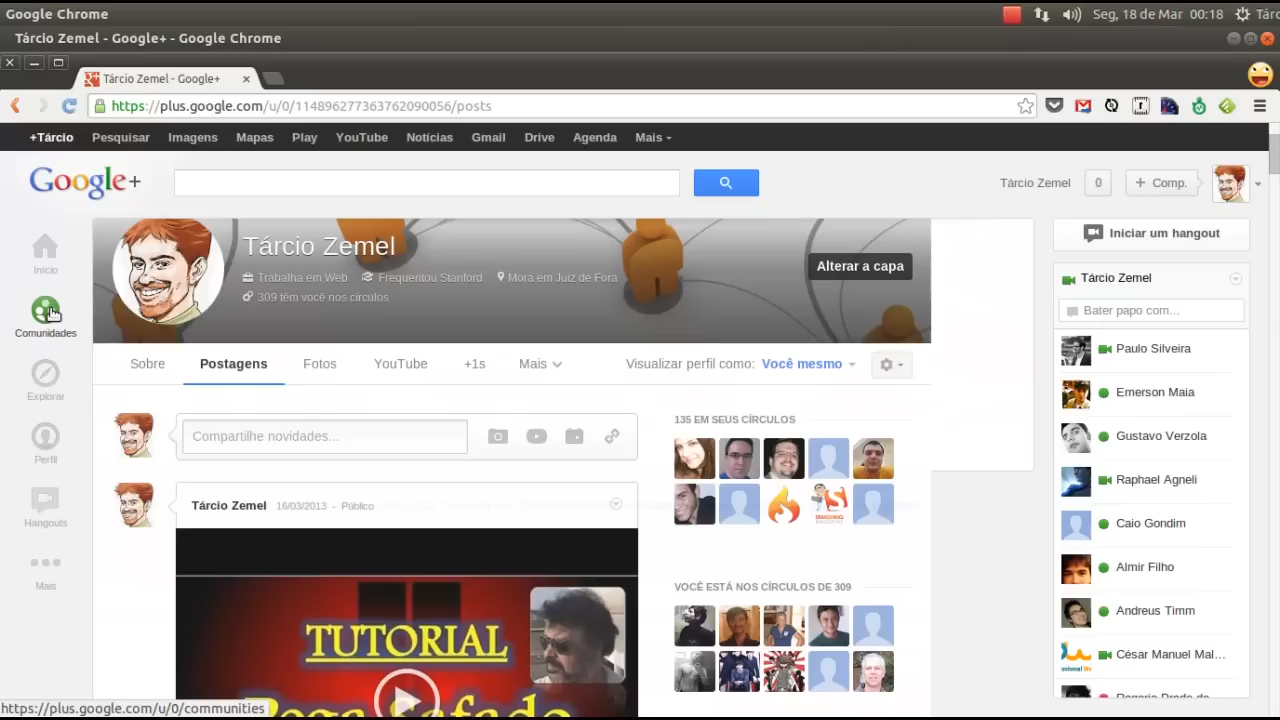 Google Chrome
Seg, 18 de Mar 00:18
Tárc
Tárcio Zemel - Google+ - Google Chrome
Tárcio Zemel - Google+
https://plus.google.com/u/0/114896277363762090056/posts
+Tárcio Pesquisar Imagens Maps Play YouTube Notícias Gmail Drive Agenda Mais
Google+
Tárcio Zemel 0 + Comp.
Tárcio Zemel
Trabalha em Web Frequentou Stanford Mora em Juiz de Fora
309 têm você nos círculos
Alterar a capa
Início
Comunidades
Explorar
Perfil
Hangouts
Mais
Sobre Postagens Fotos YouTube +1s Mais
Visualizar perfil como: Você mesmo
Compartilhe novidades...
Tárcio Zemel 16/03/2013 - Público
TUTORIAL
135 EM SEUS CÍRCULOS
SMASHING
MAGAZINE
VOCÊ ESTÁ NOS CÍRCULOS DE 309
Iniciar um hangout
Tárcio Zemel
Bater papo com...
Paulo Silveira
Emerson Maia
Gustavo Verzola
Raphael Agneli
Caio Gondim
Almir Filho
Andreus Timm
César Manuel Mal...
https://plus.google.com/u/0/communities